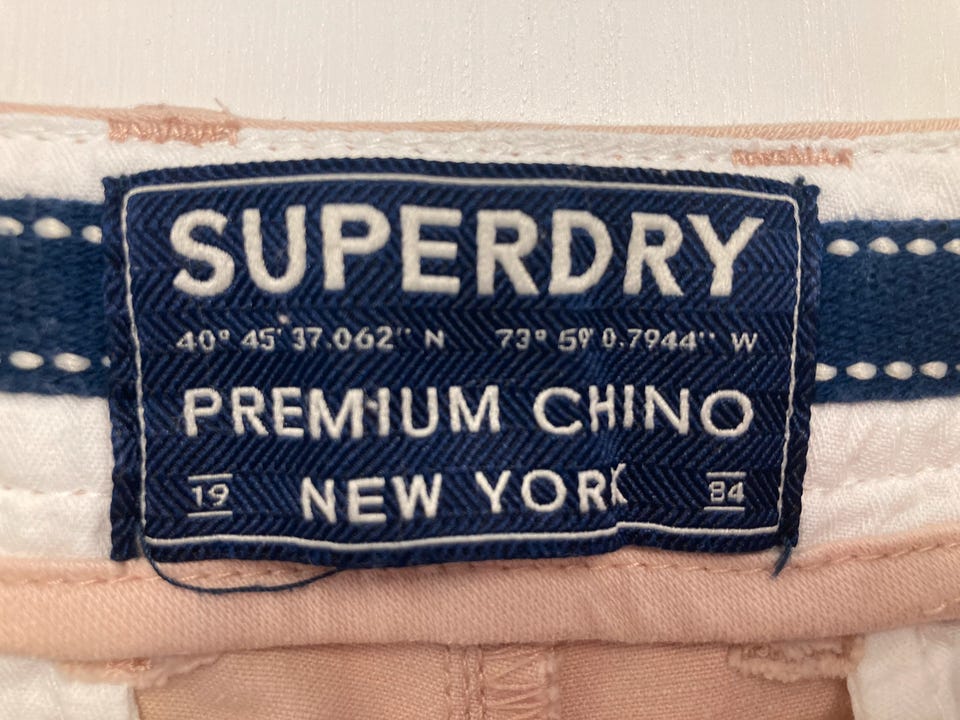 SUPERDRY
40° 45' 37.062" N 73° 59' 0.7944" W
PREMIUM CHINO
19 NEW YORK 84